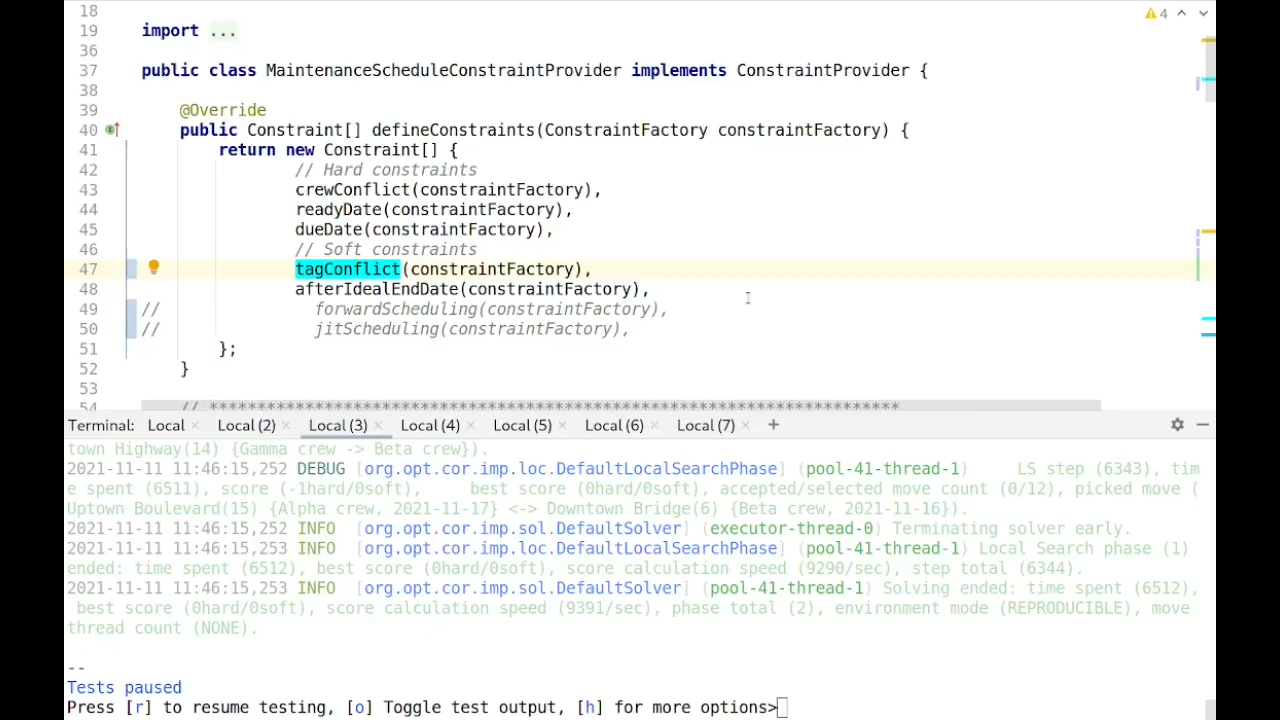 18
19 import ...
⚠4
36
37 public class MaintenanceScheduleConstraintProvider implements ConstraintProvider {
38
39 @Override
40 public Constraint[] defineConstraints(ConstraintFactory constraintFactory) {
41 return new Constraint[] {
42 // Hard constraints
43 crewConflict(constraintFactory),
44 readyDate(constraintFactory),
45 dueDate(constraintFactory),
46 // Soft constraints
47 tagConflict(constraintFactory),
48 afterIdealEndDate(constraintFactory),
49 // forwardScheduling(constraintFactory),
50 // jitScheduling(constraintFactory),
51 };
52 }
53
54 // ************************************************************************
Terminal: Local × Local (2) × Local (3) × Local (4) × Local (5) × Local (6) × Local (7) × +
town Highway(14) {Gamma crew -> Beta crew}).
2021-11-11 11:46:15,252 DEBUG [org.opt.cor.imp.loc.DefaultLocalSearchPhase] (pool-41-thread-1) LS step (6343), tim
e spent (6511), score (-1hard/0soft), best score (0hard/0soft), accepted/selected move count (0/12), picked move (
Uptown Boulevard(15) {Alpha crew, 2021-11-17} <-> Downtown Bridge(6) {Beta crew, 2021-11-16}).
2021-11-11 11:46:15,252 INFO [org.opt.cor.imp.sol.DefaultSolver] (executor-thread-0) Terminating solver early.
2021-11-11 11:46:15,253 INFO [org.opt.cor.imp.loc.DefaultLocalSearchPhase] (pool-41-thread-1) Local Search phase (1)
ended: time spent (6512), best score (0hard/0soft), score calculation speed (9290/sec), step total (6344).
2021-11-11 11:46:15,253 INFO [org.opt.cor.imp.sol.DefaultSolver] (pool-41-thread-1) Solving ended: time spent (6512),
best score (0hard/0soft), score calculation speed (9391/sec), phase total (2), environment mode (REPRODUCIBLE), move
thread count (NONE).
--
Tests paused
Press [r] to resume testing, [o] Toggle test output, [h] for more options>